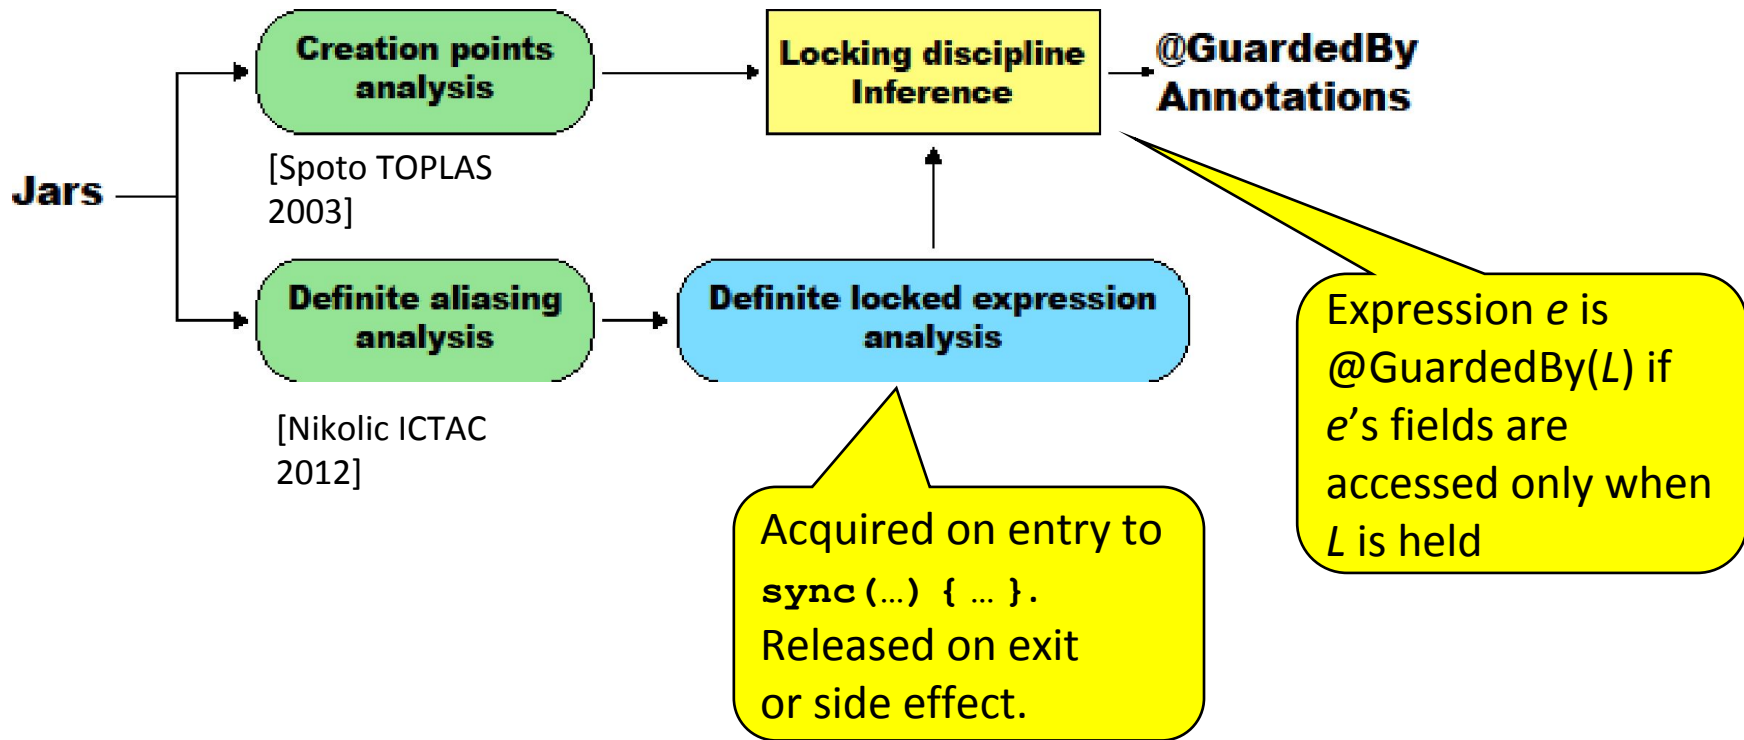 Creation points
analysis
Locking discipline
Inference
@GuardedBy
Annotations
[Spoto TOPLAS
2003]
Jars
Definite aliasing
analysis
Definite locked expression
analysis
[Nikolic ICTAC
2012]
Expression e is
@GuardedBy(L) if
e’s fields are
accessed only when
L is held
Acquired on entry to
sync(…) { … }.
Released on exit
or side effect.